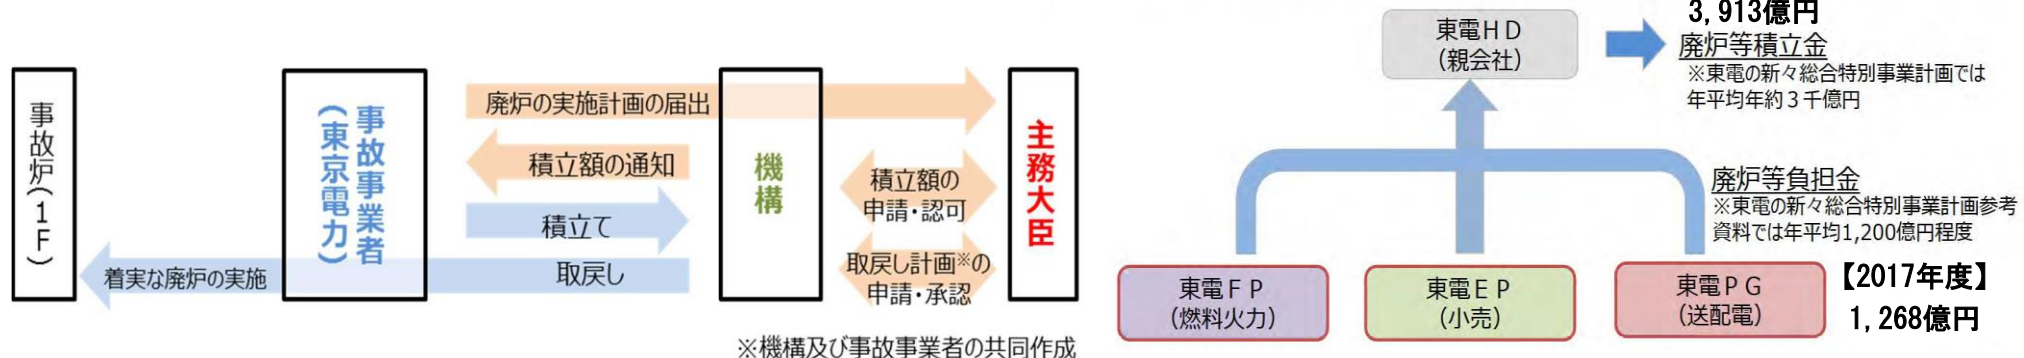 事故炉(1F)
事故事業者
(東京電力)
廃炉の実施計画の届出
積立額の通知
積立て
取戻し
着実な廃炉の実施
機構
積立額の
申請・認可
取戻し計画※の
申請・承認
主務大臣
※機構及び事故事業者の共同作成
東電HD
(親会社)
3,913億円
廃炉等積立金
※東電の新々総合特別事業計画では
年平均年約3千億円
廃炉等負担金
※東電の新々総合特別事業計画参考
資料では年平均1,200億円程度
東電FP
(燃料火力)
東電EP
(小売)
東電PG
(送配電)
【2017年度】
1,268億円